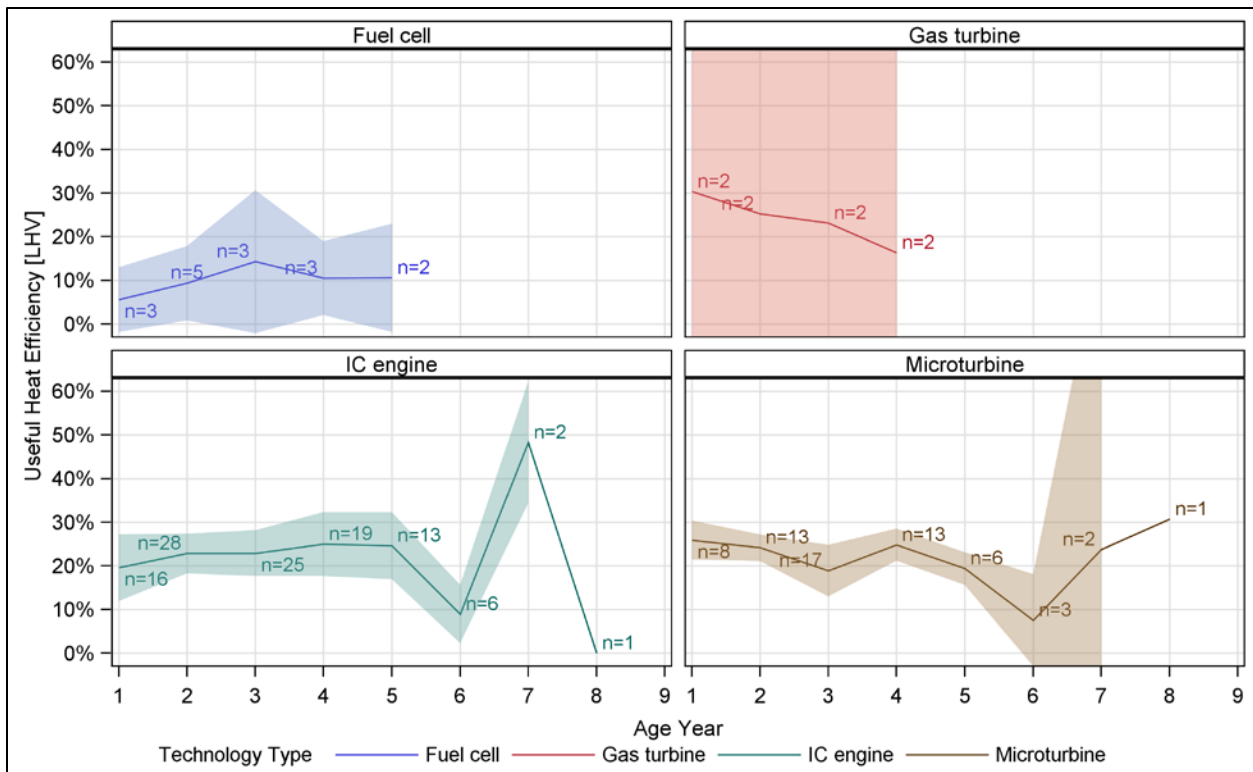 Fuel cell
Gas turbine
60%
50%
40%
30%
20%
10%
0%
n=3
n=5
n=3
n=3
n=2
n=2
n=2
n=2
n=2
Useful Heat Efficiency [LHV]
IC engine
Microturbine
60%
50%
40%
30%
20%
10%
0%
n=16
n=28
n=25
n=19
n=13
n=6
n=2
n=1
n=8
n=13
n=17
n=13
n=6
n=3
n=2
n=1
1 2 3 4 5 6 7 8 9 1 2 3 4 5 6 7 8 9
Age Year
Technology Type Fuel cell Gas turbine IC engine Microturbine